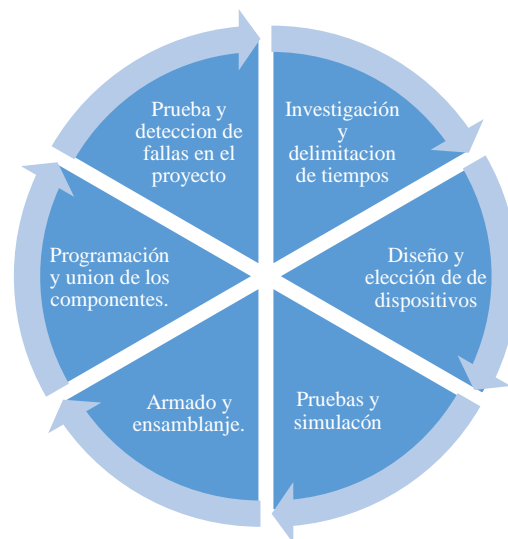 Investigación
y
delimitacion
de tiempos
Diseño y
elección de de
dispositivos
Pruebas y
simulacón
Armado y
ensamblanje.
Programación
y union de los
componentes.
Prueba y
deteccion de
fallas en el
proyecto